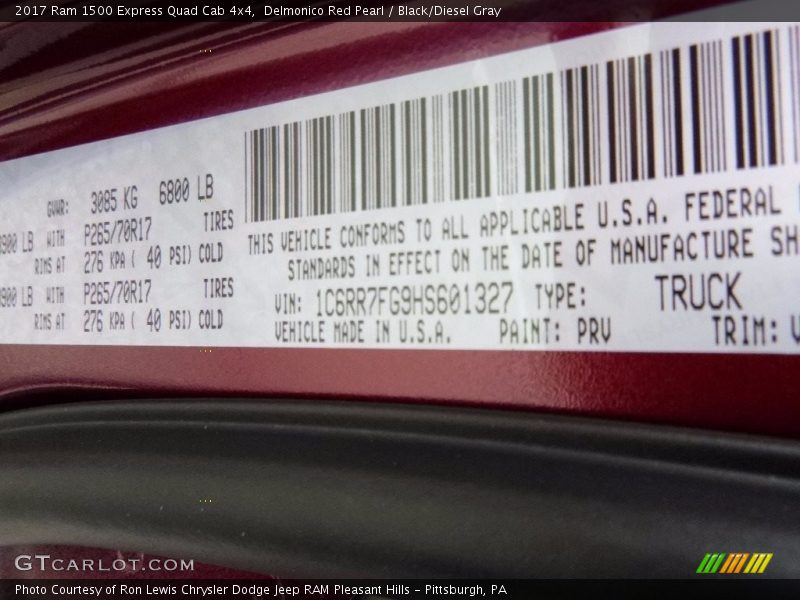 2017 Ram 1500 Express Quad Cab 4x4, Delmonico Red Pearl / Black/Diesel Gray
GVWR: 3085 KG 6800 LB
900 LB WITH P265/70R17 TIRES
RIMS AT 276 KPA ( 40 PSI) COLD
900 LB WITH P265/70R17 TIRES
RIMS AT 276 KPA ( 40 PSI) COLD
THIS VEHICLE CONFORMS TO ALL APPLICABLE U.S.A. FEDERAL
STANDARDS IN EFFECT ON THE DATE OF MANUFACTURE SH
VIN: 1C6RR7FG9HS601327 TYPE: TRUCK
VEHICLE MADE IN U.S.A. PAINT: PRV TRIM:
GTCARLOT.COM
Photo Courtesy of Ron Lewis Chrysler Dodge Jeep RAM Pleasant Hills - Pittsburgh, PA